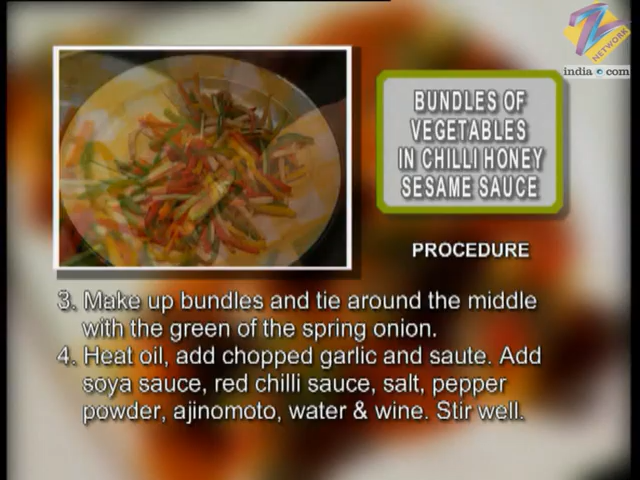 Z
NETWORK
india.com
BUNDLES OF
VEGETABLES
IN CHILLI HONEY
SESAME SAUCE
PROCEDURE
3. Make up bundles and tie around the middle
with the green of the spring onion.
4. Heat oil, add chopped garlic and saute. Add
soya sauce, red chilli sauce, salt, pepper
powder, ajinomoto, water & wine. Stir well.